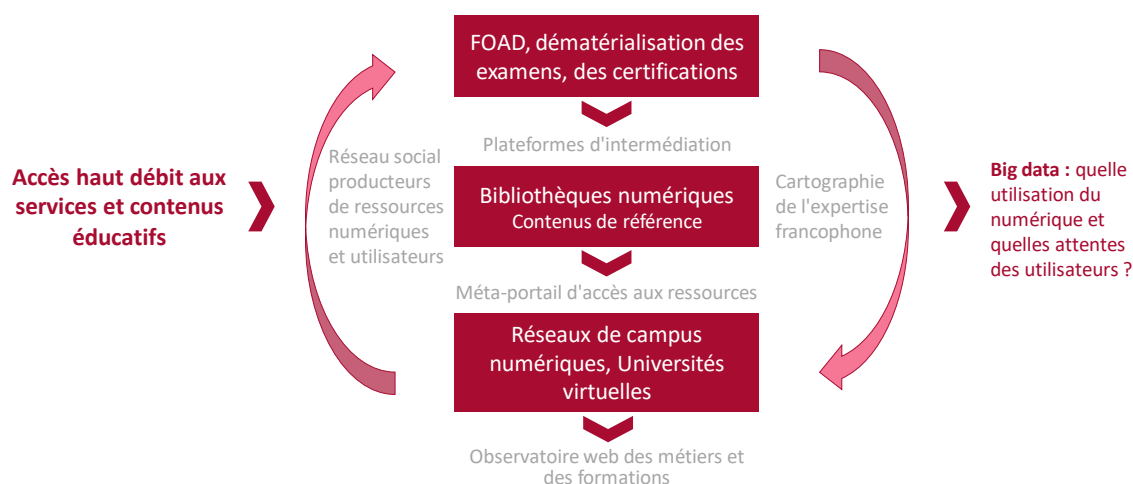 Accès haut débit aux
services et contenus
éducatifs
Réseau social
producteurs
de ressources
numériques
et utilisateurs
FOAD, dématérialisation des
examens, des certifications
Plateformes d'intermédiation
Bibliothèques numériques
Contenus de référence
Méta-portail d'accès aux ressources
Réseaux de campus
numériques, Universités
virtuelles
Observatoire web des métiers et
des formations
Cartographie
de l'expertise
francophone
Big data : quelle
utilisation du
numérique et
quelles attentes
des utilisateurs ?